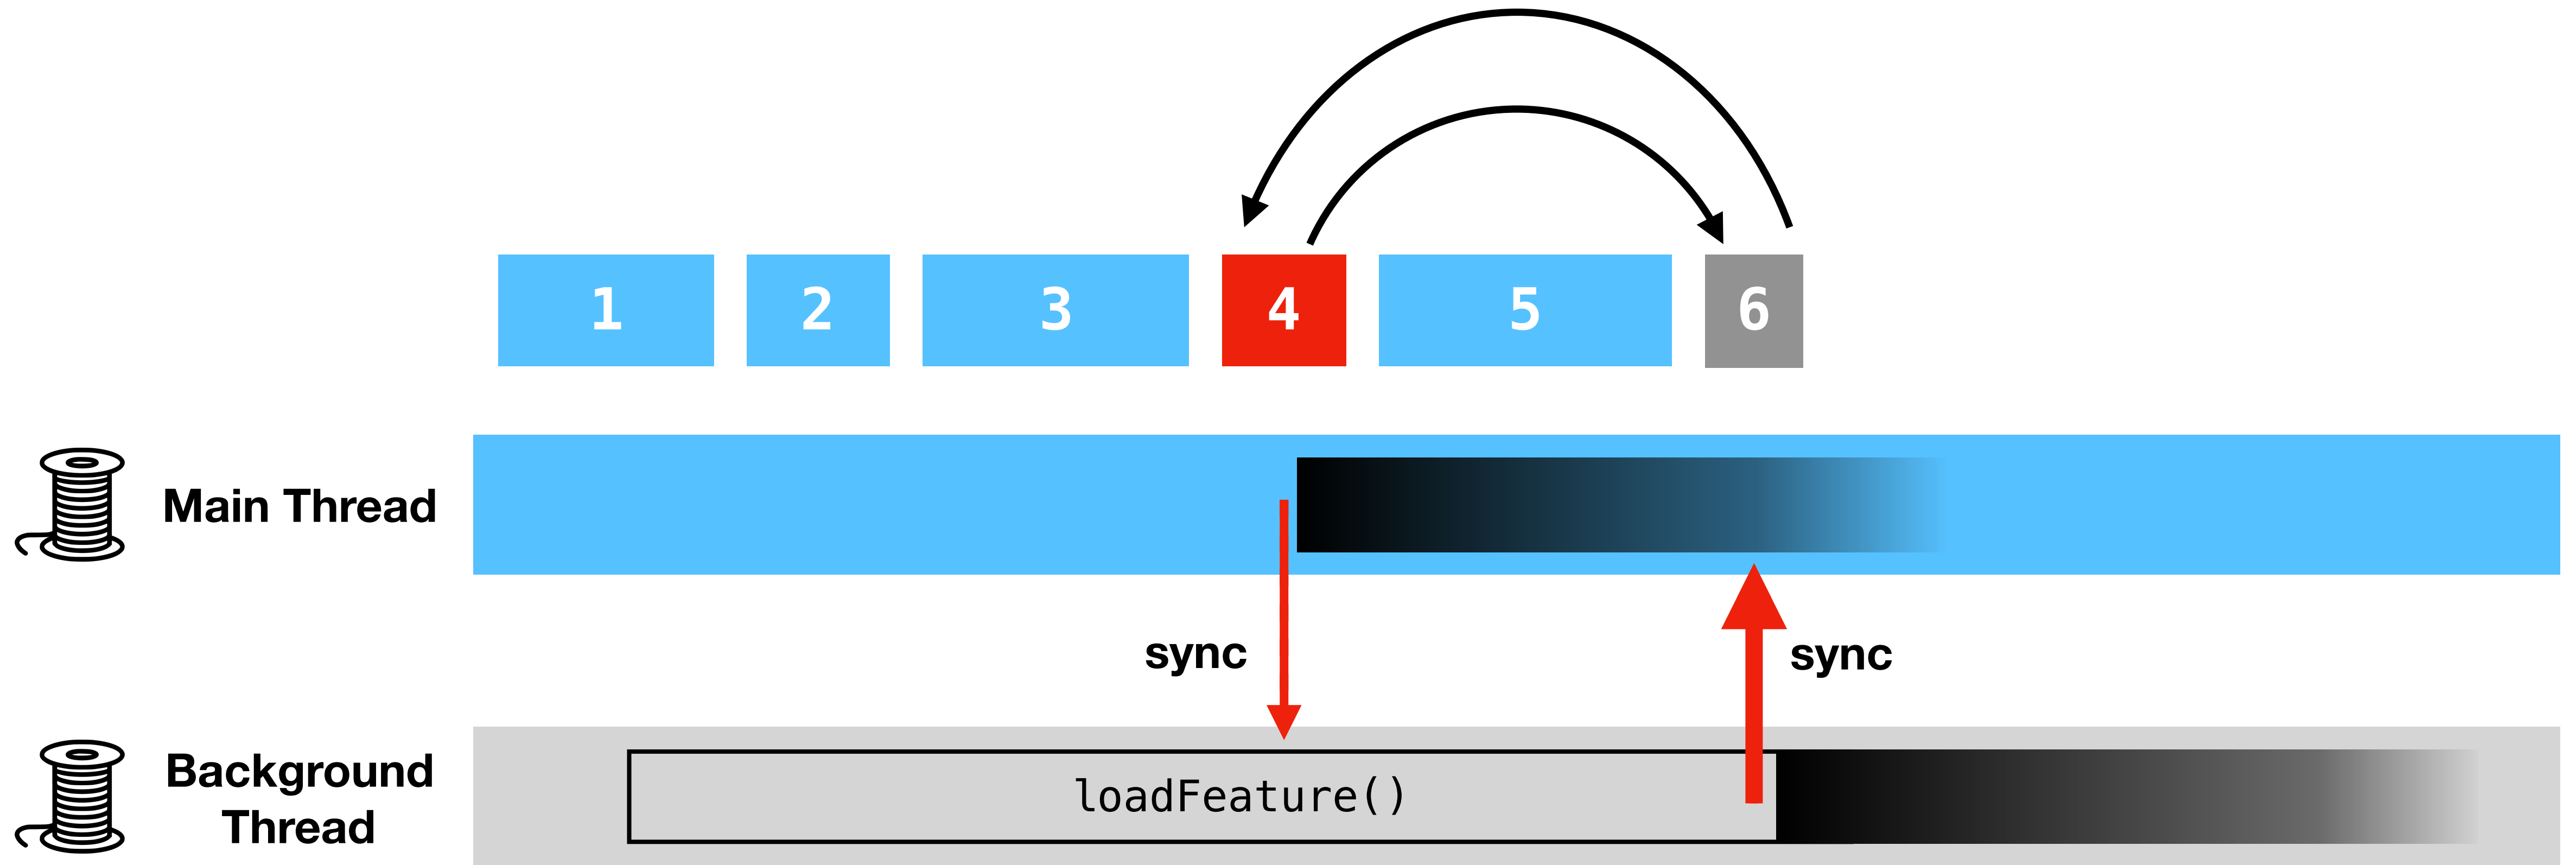 1
2
3
4
5
6
Main Thread
sync
sync
Background
Thread
loadFeature()